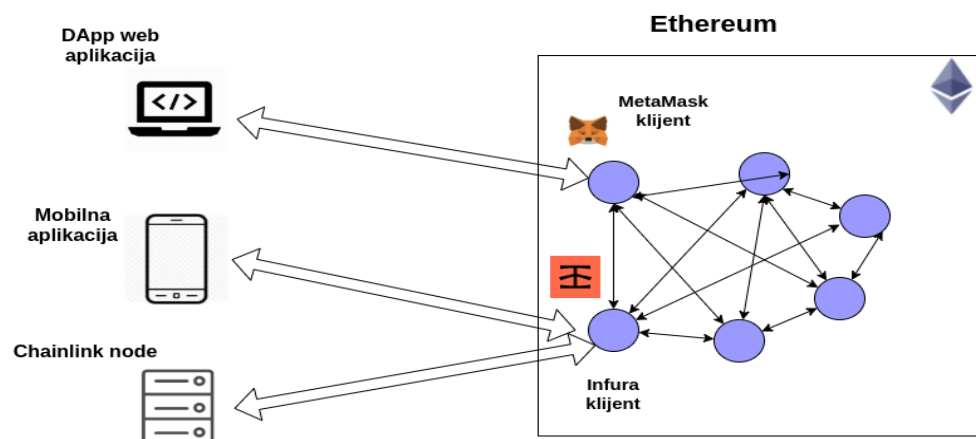 Ethereum
DApp web
aplikacija
</>
MetaMask
klijent
Mobilna
aplikacija
Chainlink node
Infura
klijent